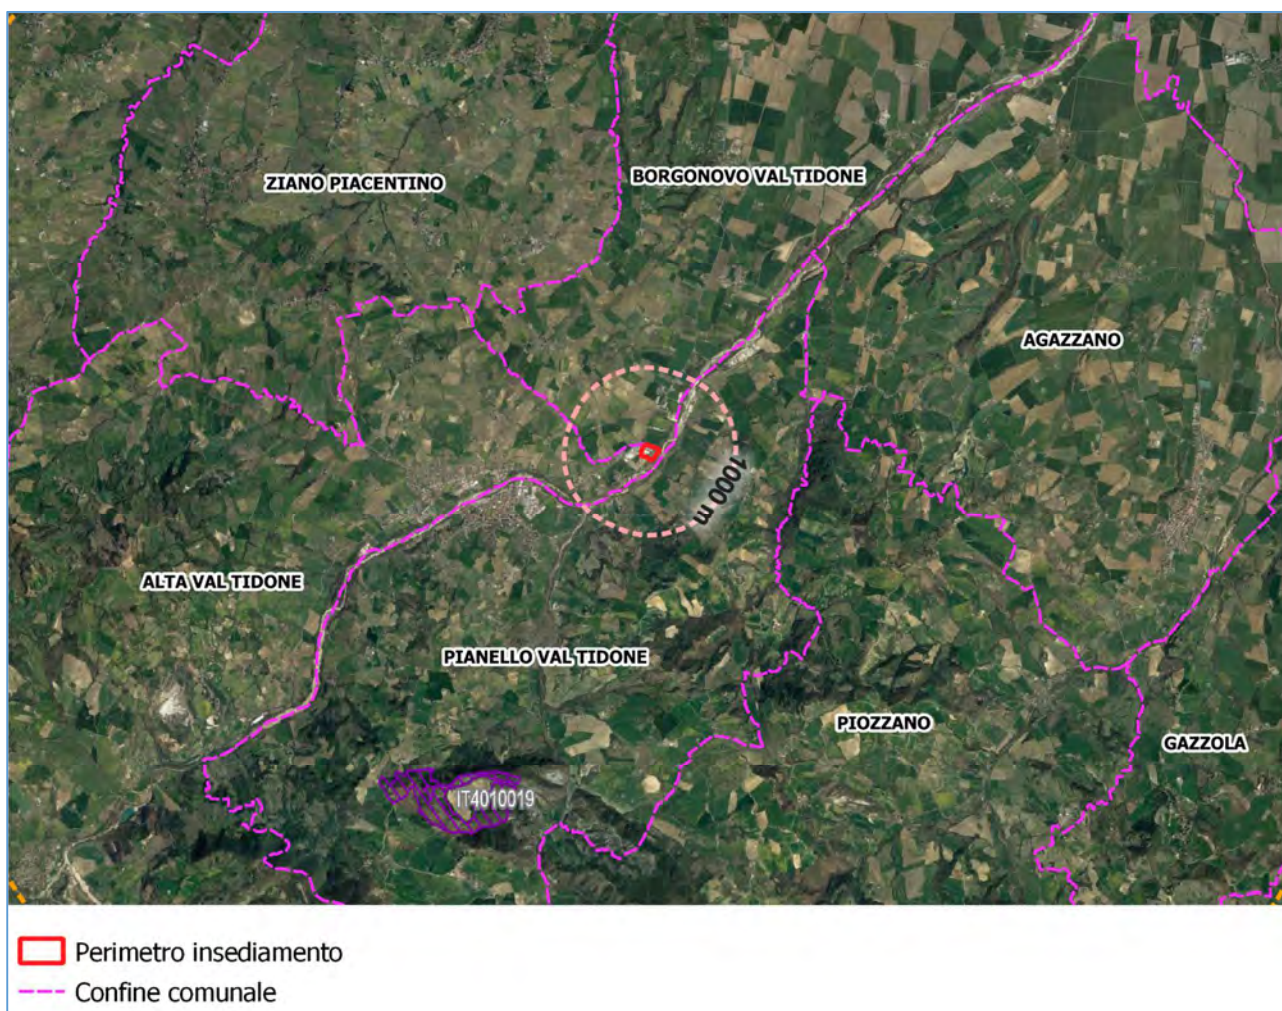 ZIANO PIACENTINO
BORGONOVO VAL TIDONE
AGAZZANO
1000 m
ALTA VAL TIDONE
PIANELLO VAL TIDONE
PIOZZANO
GAZZOLA
IT4010019
Perimetro insediamento
Confine comunale